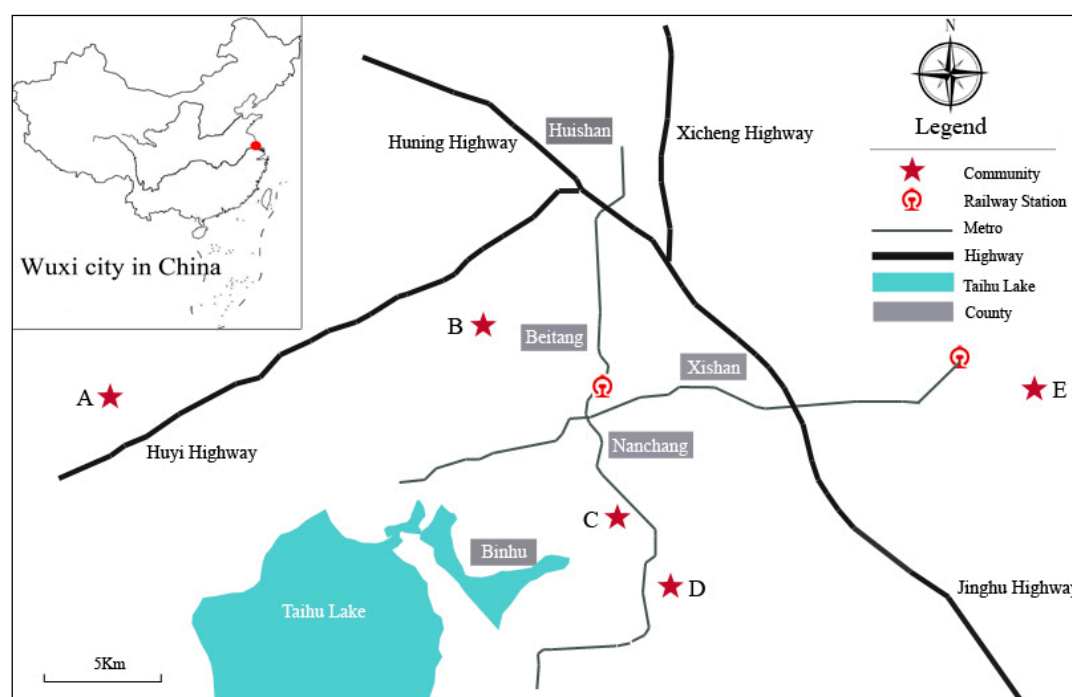 Wuxi city in China
N
Legend
Community
Railway Station
Metro
Highway
Taihu Lake
County
Huning Highway
Huishan
Xicheng Highway
B
Beitang
Xishan
A
E
Huyi Highway
Nanchang
C
Binhu
D
Taihu Lake
Jinghu Highway
5Km